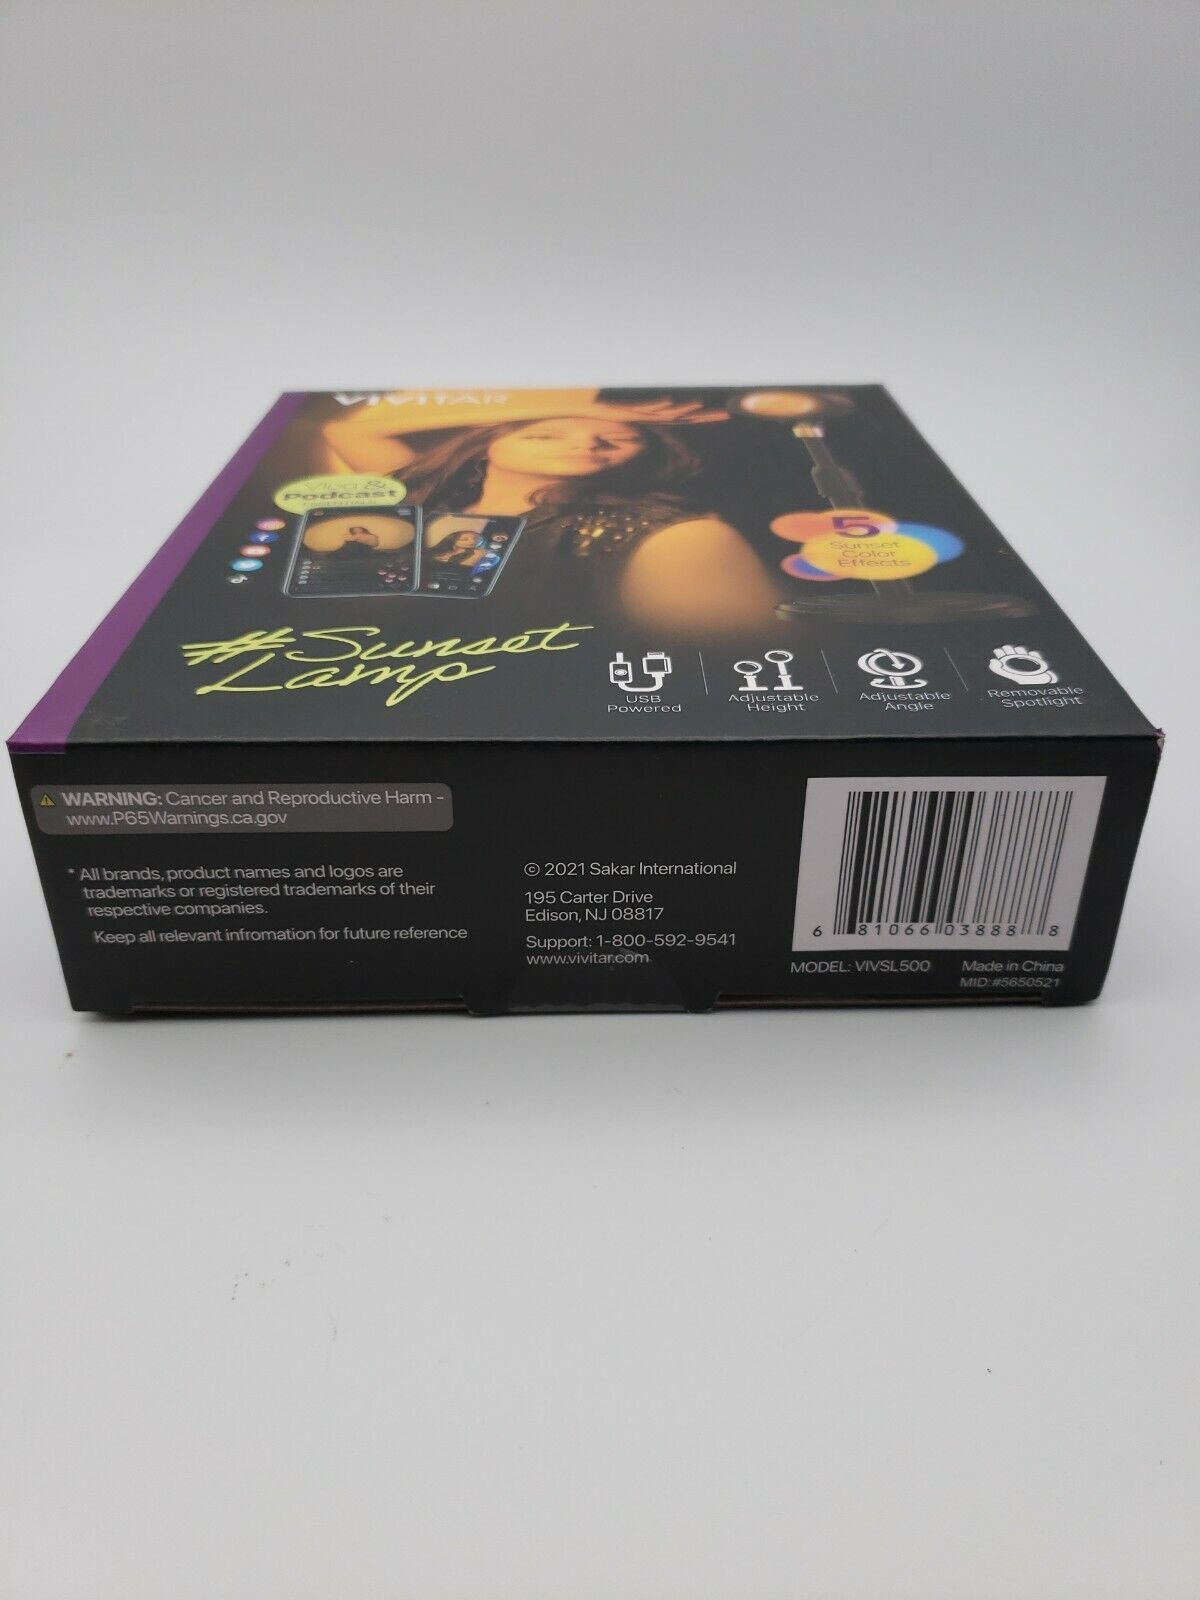 VIVITAR
Vlog &
Podcast
ESSENTIALS
5
Sunset
Color
Effects
#Sunset
Lamp
USB
Powered
Adjustable
Height
Adjustable
Angle
Removable
Spotlight
WARNING: Cancer and Reproductive Harm -
www.P65Warnings.ca.gov
* All brands, product names and logos are
trademarks or registered trademarks of their
respective companies.
Keep all relevant infromation for future reference
© 2021 Sakar International
195 Carter Drive
Edison, NJ 08817
Support: 1-800-592-9541
www.vivitar.com
6 81066 03888 8
MODEL: VIVSL500 Made in China
MID:#5650521